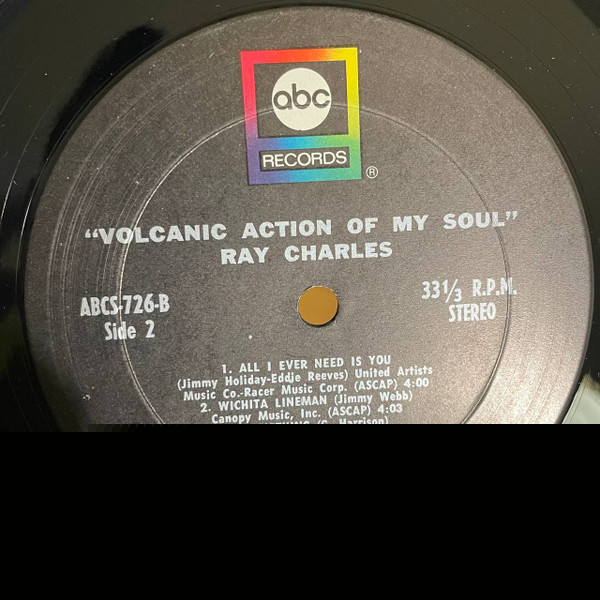 abc
RECORDS
®
"VOLCANIC ACTION OF MY SOUL"
RAY CHARLES
ABCS-726-B
Side 2
33⅓ R.P.M.
STEREO
1. ALL I EVER NEED IS YOU
(Jimmy Holiday-Eddie Reeves) United Artists
Music Co.-Racer Music Corp. (ASCAP) 4:00
2. WICHITA LINEMAN (Jimmy Webb)
Canopy Music, Inc. (ASCAP) 4:03
Harrison)